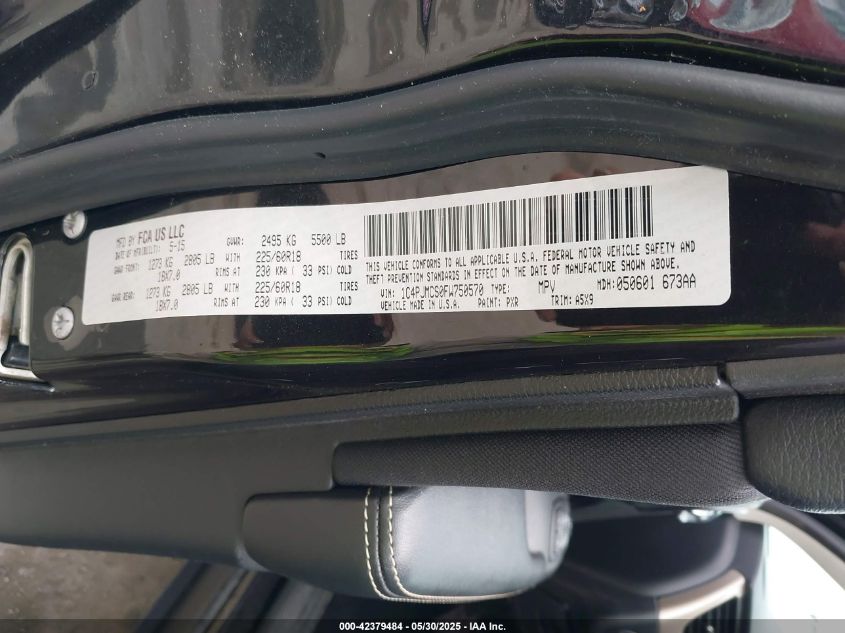 MFD BY FCA US LLC
DATE OF MFR(BUILT): 5-15 GVWR: 2495 KG 5500 LB
GAWR FRONT: 1273 KG 2805 LB WITH 225/60R18 TIRES
18X7.0 RIMS AT 230 KPA ( 33 PSI) COLD
GAWR REAR: 1273 KG 2805 LB WITH 225/60R18 TIRES
18X7.0 RIMS AT 230 KPA ( 33 PSI) COLD
THIS VEHICLE CONFORMS TO ALL APPLICABLE U.S.A. FEDERAL MOTOR VEHICLE SAFETY AND
THEFT PREVENTION STANDARDS IN EFFECT ON THE DATE OF MANUFACTURE SHOWN ABOVE.
VIN: 1C4PJMCS0FW750570 TYPE: MPV MDH: 050601 673AA
VEHICLE MADE IN U.S.A. PAINT: PXR TRIM: A5X9
000-42379484 - 05/30/2025 - IAA Inc.